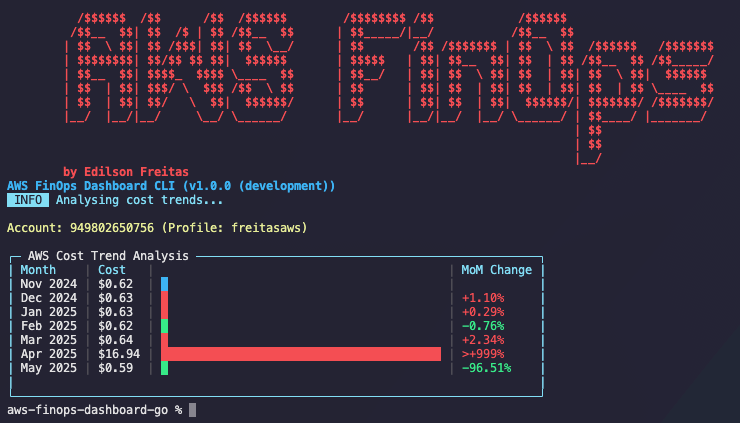 AWS FinOps
by Edilson Freitas
AWS FinOps Dashboard CLI (v1.0.0 (development))
INFO Analysing cost trends...
Account: 949802650756 (Profile: freitasaws)
AWS Cost Trend Analysis
Month Cost MoM Change
Nov 2024 $0.62
Dec 2024 $0.63 +1.10%
Jan 2025 $0.63 +0.29%
Feb 2025 $0.62 -0.76%
Mar 2025 $0.64 +2.34%
Apr 2025 $16.94 >+999%
May 2025 $0.59 -96.51%
aws-finops-dashboard-go %